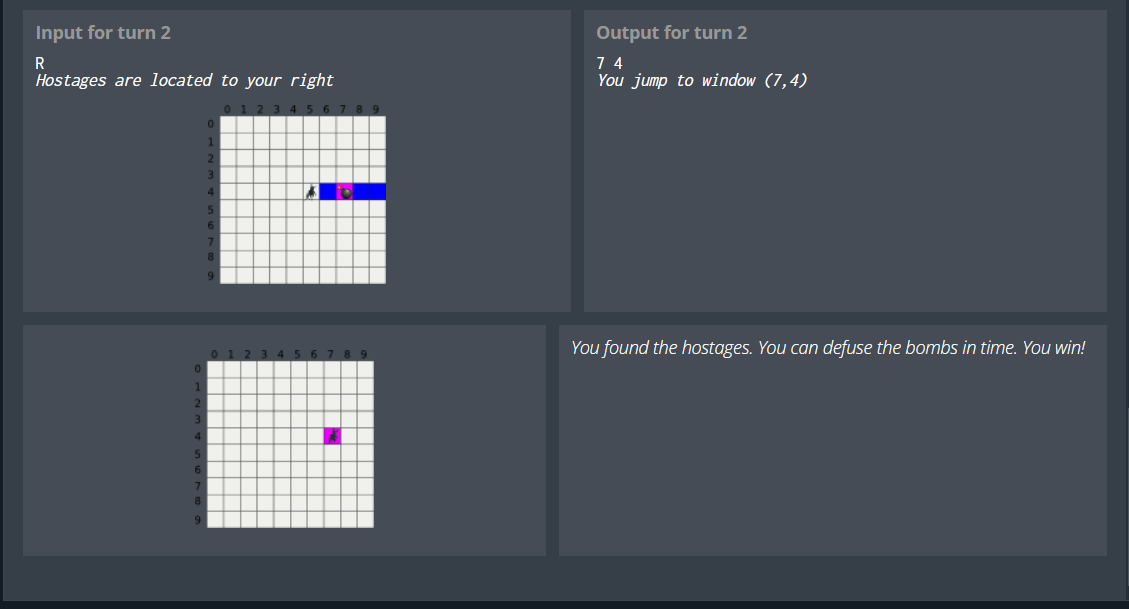 Input for turn 2
R
Hostages are located to your right
0 1 2 3 4 5 6 7 8 9
0
1
2
3
4
5
6
7
8
9
Output for turn 2
7 4
You jump to window (7,4)
0 1 2 3 4 5 6 7 8 9
0
1
2
3
4
5
6
7
8
9
You found the hostages. You can defuse the bombs in time. You win!